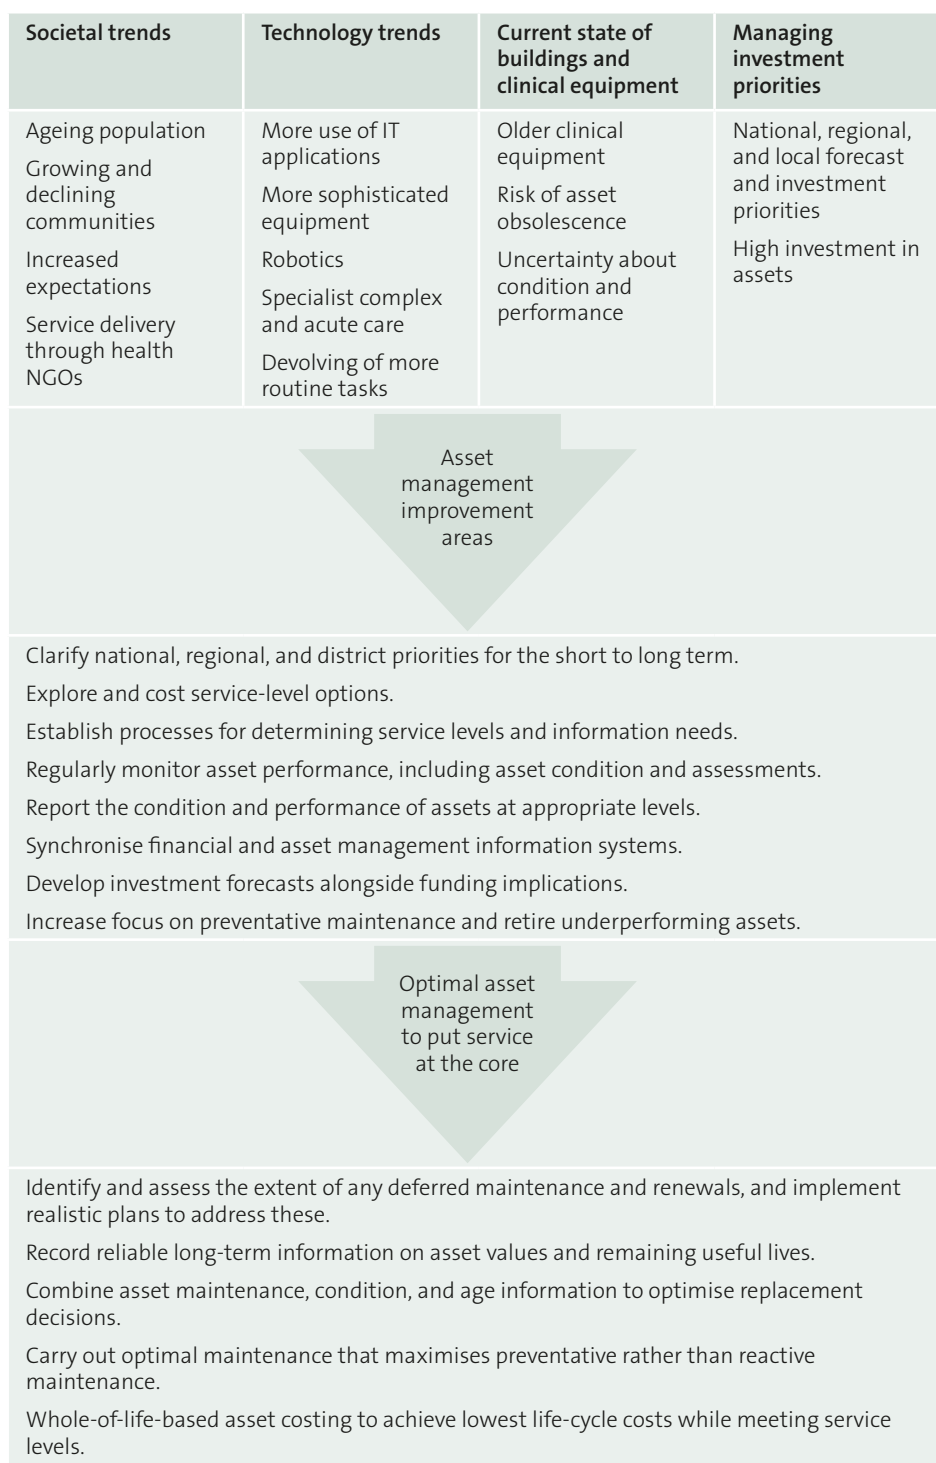 Societal trends
Technology trends
Current state of
buildings and
clinical equipment
Managing
investment
priorities
Ageing population
Growing and
declining
communities
Increased
expectations
Service delivery
through health
NGOs
More use of IT
applications
More sophisticated
equipment
Robotics
Specialist complex
and acute care
Devolving of more
routine tasks
Older clinical
equipment
Risk of asset
obsolescence
Uncertainty about
condition and
performance
National, regional,
and local forecast
and investment
priorities
High investment in
assets
Asset
management
improvement
areas
Clarify national, regional, and district priorities for the short to long term.
Explore and cost service-level options.
Establish processes for determining service levels and information needs.
Regularly monitor asset performance, including asset condition and assessments.
Report the condition and performance of assets at appropriate levels.
Synchronise financial and asset management information systems.
Develop investment forecasts alongside funding implications.
Increase focus on preventative maintenance and retire underperforming assets.
Optimal asset
management
to put service
at the core
Identify and assess the extent of any deferred maintenance and renewals, and implement
realistic plans to address these.
Record reliable long-term information on asset values and remaining useful lives.
Combine asset maintenance, condition, and age information to optimise replacement
decisions.
Carry out optimal maintenance that maximises preventative rather than reactive
maintenance.
Whole-of-life-based asset costing to achieve lowest life-cycle costs while meeting service
levels.